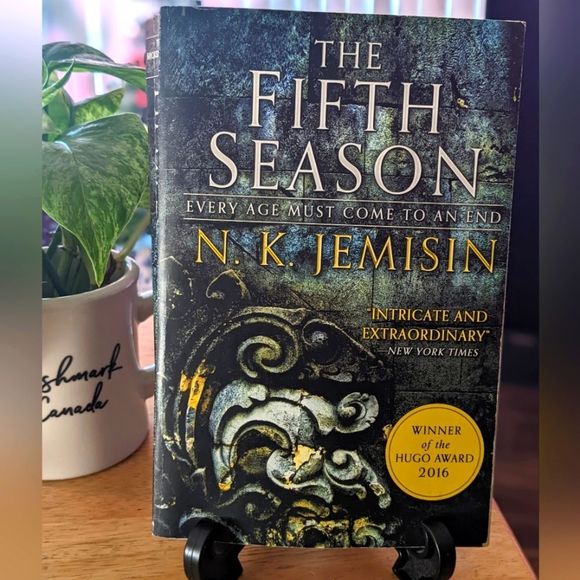 THE
FIFTH
SEASON
EVERY AGE MUST COME TO AN END
N. K. JEMISIN
"INTRICATE AND
EXTRAORDINARY"
—NEW YORK TIMES
WINNER
of the
HUGO AWARD
2016
shmark
Canada